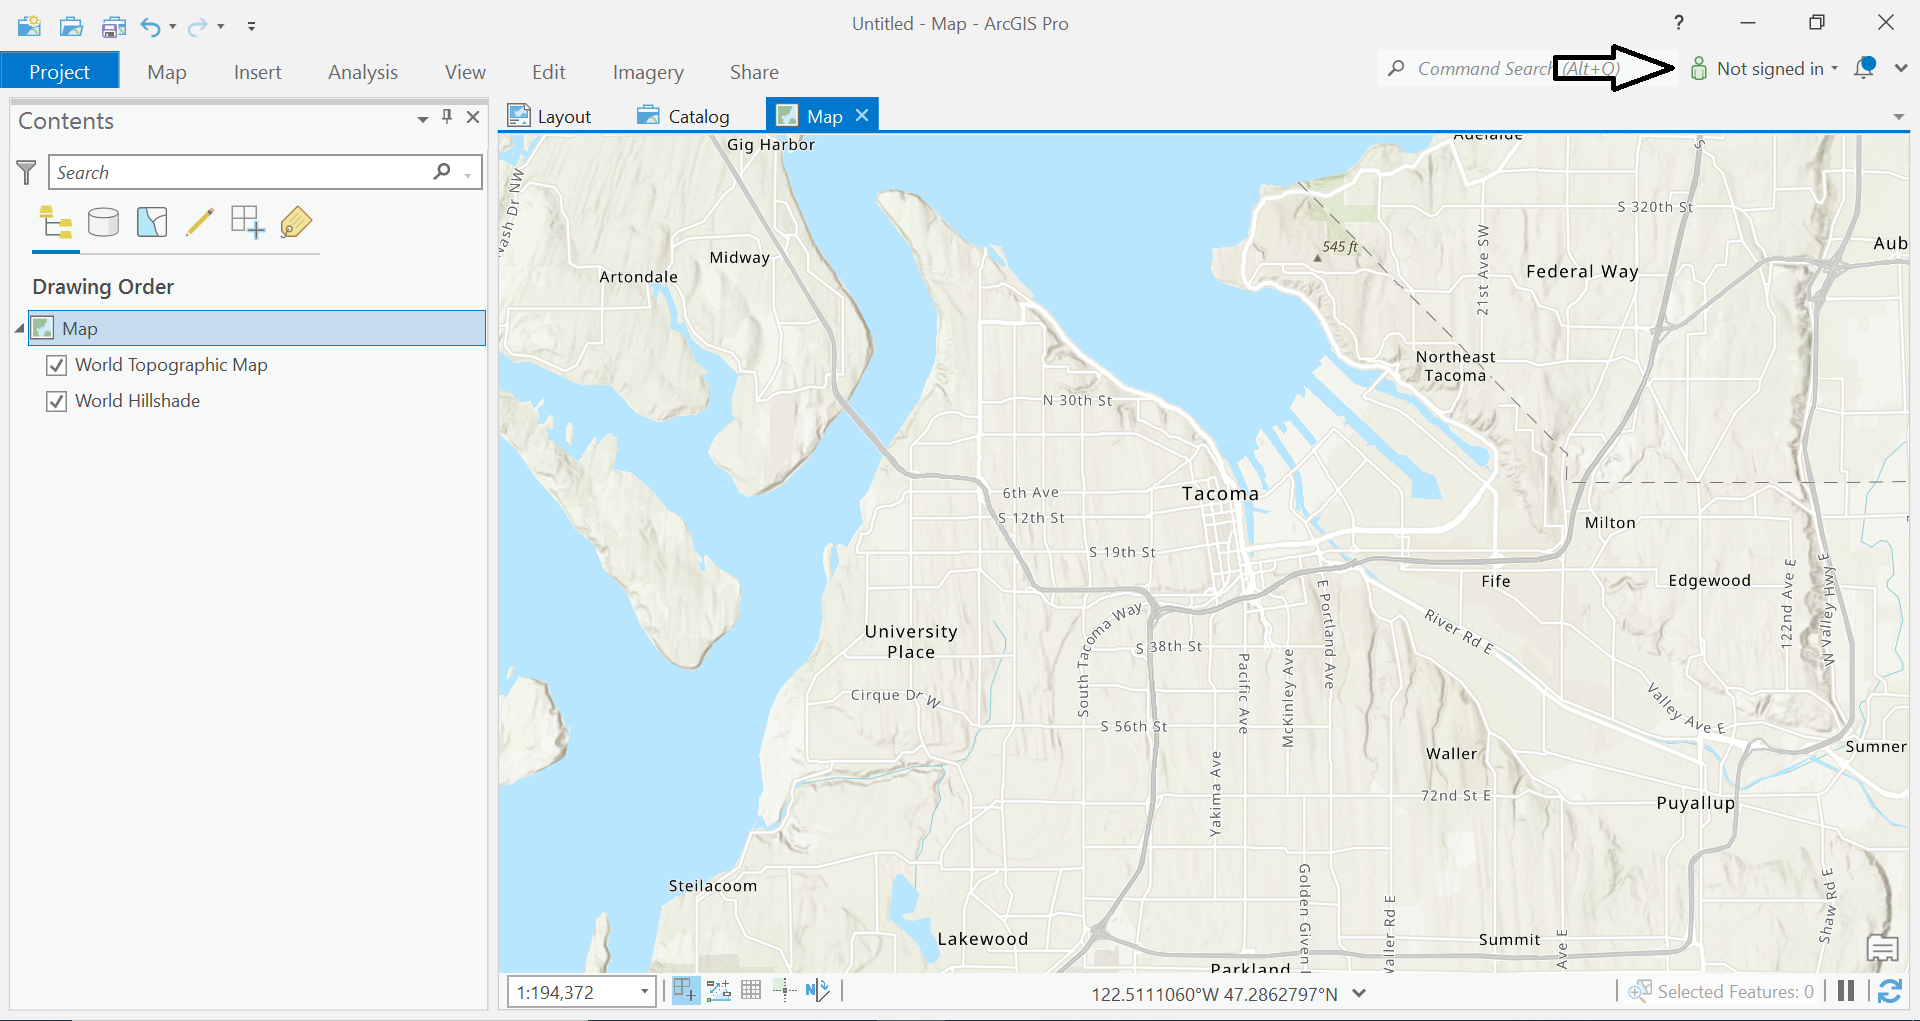 Untitled - Map - ArcGIS Pro
?
Project
Map
Insert
Analysis
View
Edit
Imagery
Share
Command Search (Alt+Q)
Not signed in
Contents
Layout
Catalog
Map
Search
Drawing Order
Map
World Topographic Map
World Hillshade
Gig Harbor
Adelaide
S
S 320th St
Nash Dr NW
545 ft
21st Ave SW
Aub
Midway
Artondale
Federal Way
Northeast
Tacoma
N 30th St
6th Ave
Tacoma
S 12th St
Milton
S 19th St
Fife
Edgewood
122nd Ave E
W Valley Hwy E
E Portland Ave
South Tacoma Way
River Rd E
University
Place
S 38th St
Pacific Ave
McKinley Ave
Cirque Dr W
Valley Ave E
S 56th St
Waller
Sumner
Yakima Ave
72nd St E
Puyallup
Steilacoom
Golden Given
Waller Rd E
Shaw Rd E
Lakewood
Summit
Ave E
Parkland
1:194,372
N
122.5111060°W 47.2862797°N
Selected Features: 0